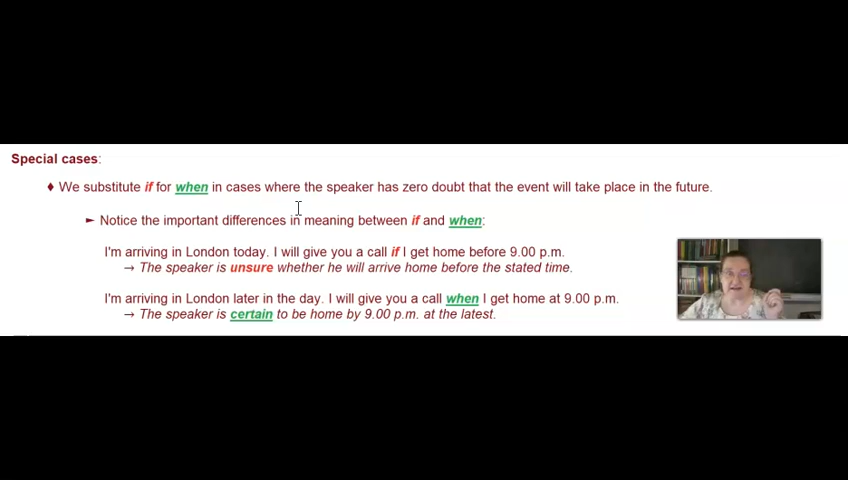 Special cases:
♦ We substitute if for when in cases where the speaker has zero doubt that the event will take place in the future.
► Notice the important differences in meaning between if and when:
I'm arriving in London today. I will give you a call if I get home before 9.00 p.m.
→ The speaker is unsure whether he will arrive home before the stated time.
I'm arriving in London later in the day. I will give you a call when I get home at 9.00 p.m.
→ The speaker is certain to be home by 9.00 p.m. at the latest.